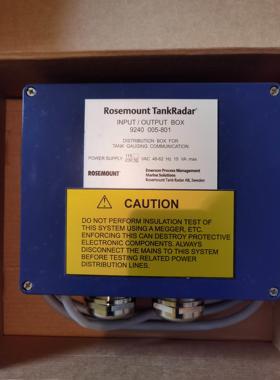 Rosemount TankRadar®
INPUT / OUTPUT BOX
9240 005-801
DISTRIBUTION BOX FOR
TANK GAUGING COMMUNICATION
POWER SUPPLY 115 VAC 48-62 Hz 15 VA max
ROSEMOUNT
Emerson Process Management
Marine Solutions
Rosemount Tank Radar AB, Sweden
CAUTION
DO NOT PERFORM INSULATION TEST OF
THIS SYSTEM USING A MEGGER, ETC.
ENFORCING THIS CAN DESTROY PROTECTIVE
ELECTRONIC COMPONENTS. ALWAYS
DISCONNECT THE MAINS TO THIS SYSTEM
BEFORE TESTING RELATED POWER
DISTRIBUTION LINES.